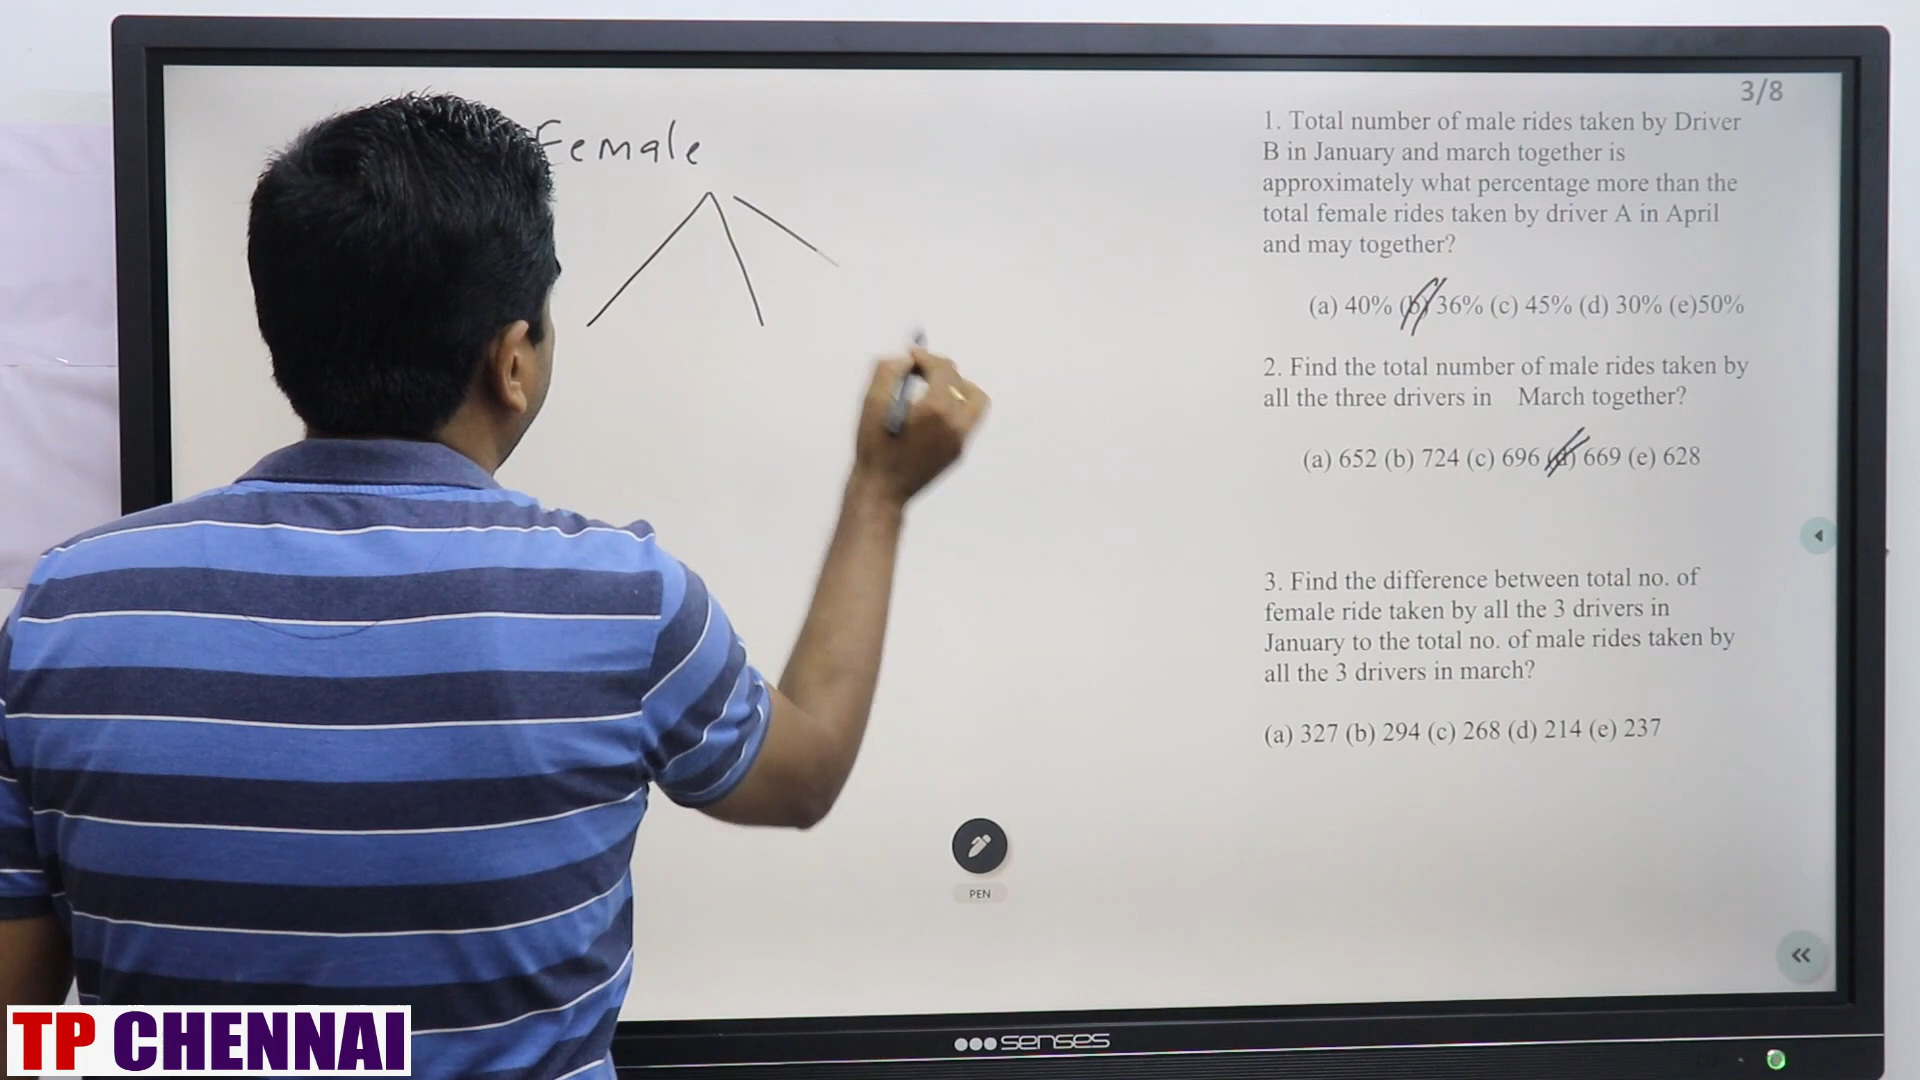 3/8
Female
1. Total number of male rides taken by Driver
B in January and march together is
approximately what percentage more than the
total female rides taken by driver A in April
and may together?
(a) 40% (b) 36% (c) 45% (d) 30% (e)50%
2. Find the total number of male rides taken by
all the three drivers in March together?
(a) 652 (b) 724 (c) 696 (d) 669 (e) 628
3. Find the difference between total no. of
female ride taken by all the 3 drivers in
January to the total no. of male rides taken by
all the 3 drivers in march?
(a) 327 (b) 294 (c) 268 (d) 214 (e) 237
PEN
senses
TP CHENNAI